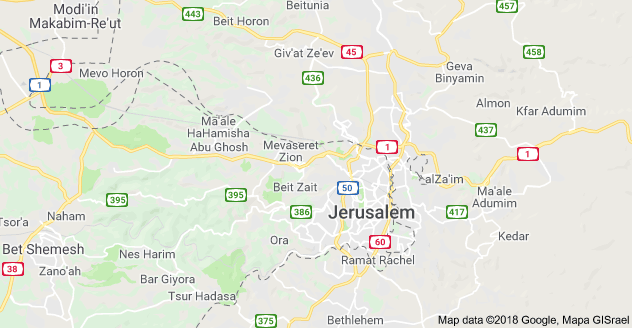 Modi'in
Makabim-Re'ut
443
Beit Horon
Beitunia
457
Giv'at Ze'ev
45
458
3
Mevo Horon
436
Geva
Binyamin
1
Almon
Kfar Adumim
Ma'ale
HaHamisha
Abu Ghosh
437
Mevaseret
Zion
1
1
alZa'im
Beit Zait
50
Ma'ale
Adumim
395
395
386
Jerusalem
417
Tsor'a
Naham
Bet Shemesh
Nes Harim
Ora
60
Kedar
38
Zano'ah
Ramat Rachel
Bar Giyora
Tsur Hadasa
375
Bethlehem
Map data ©2018 Google, Mapa GISrael